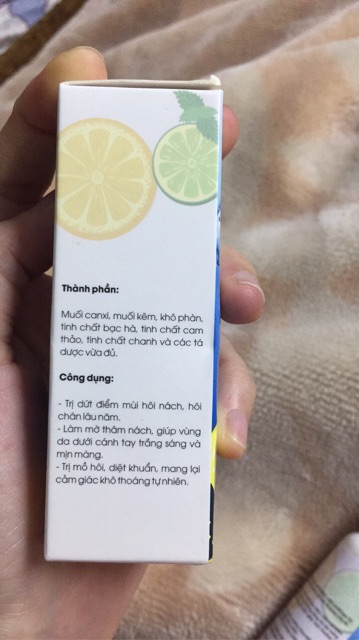 Thành phần:
Muối canxi, muối kẽm, khô phàn,
tinh chất bạc hà, tinh chất cam
thảo, tinh chất chanh và các tá
dược vừa đủ.
Công dụng:
- Trị dứt điểm mùi hôi nách, hôi
chân lâu năm.
- Làm mờ thâm nách, giúp vùng
da dưới cánh tay trắng sáng và
mịn màng.
- Trị mồ hôi, diệt khuẩn, mang lại
cảm giác khô thoáng tự nhiên.